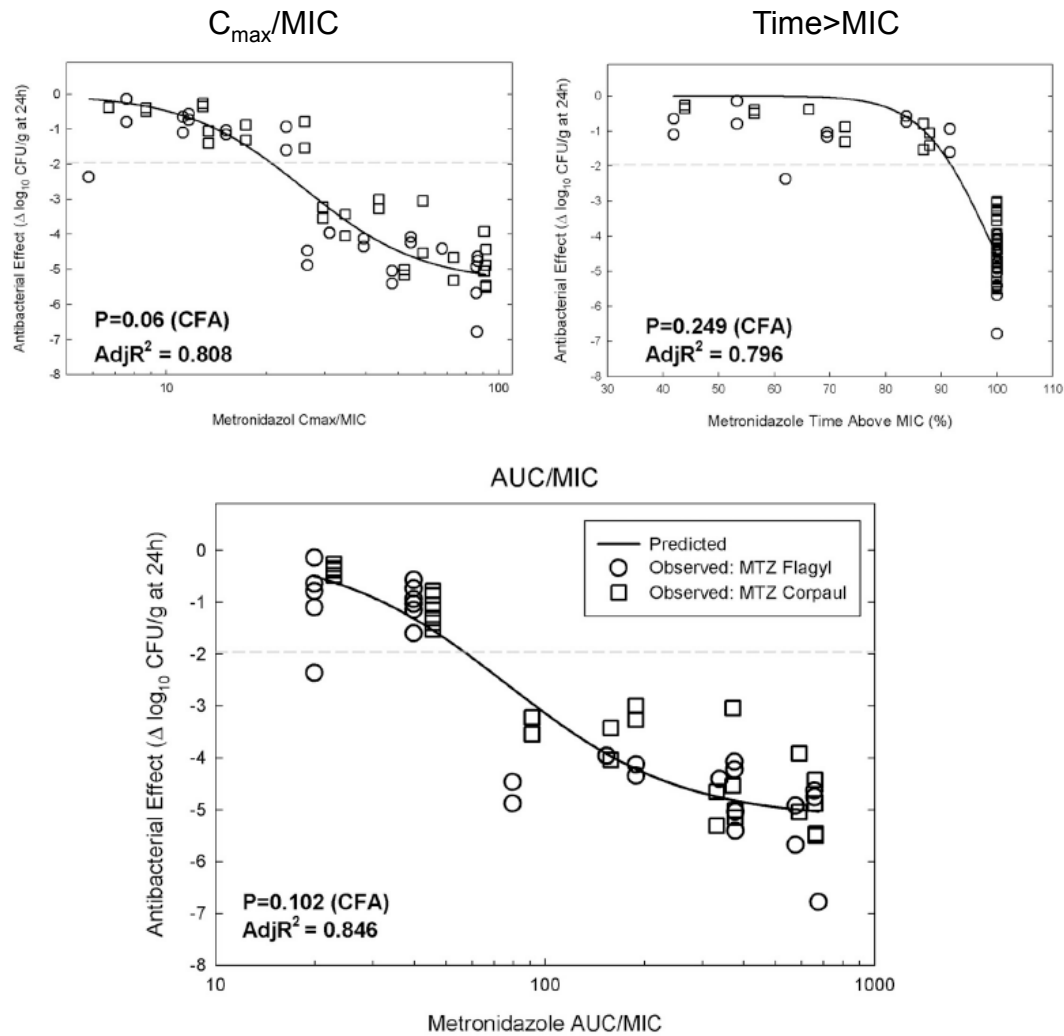 C_max/MIC
Time>MIC
Antibacterial Effect (Δ log₁₀ CFU/g at 24h)
0
-1
-2
-3
-4
-5
-6
-7
-8
P=0.06 (CFA)
AdjR² = 0.808
10
100
Metronidazol Cmax/MIC
Antibacterial Effect (Δ log₁₀ CFU/g at 24h)
0
-1
-2
-3
-4
-5
-6
-7
-8
P=0.249 (CFA)
AdjR² = 0.796
30
40
50
60
70
80
90
100
110
Metronidazole Time Above MIC (%)
AUC/MIC
Antibacterial Effect (Δ log₁₀ CFU/g at 24h)
0
-1
-2
-3
-4
-5
-6
-7
-8
Predicted
Observed: MTZ Flagyl
Observed: MTZ Corpaul
P=0.102 (CFA)
AdjR² = 0.846
10
100
1000
Metronidazole AUC/MIC